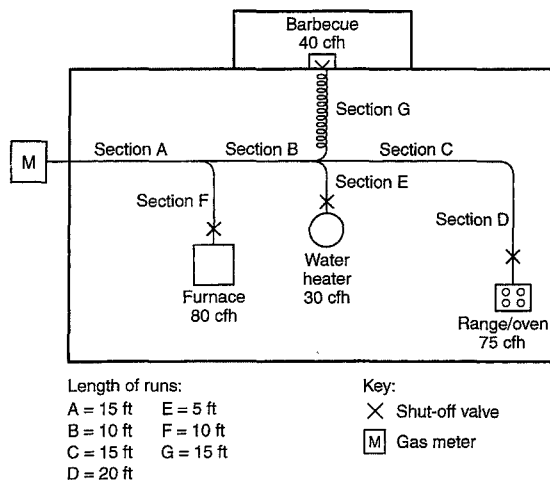 Barbecue
40 cfh
Section G
Section A
Section B
Section C
M
Section E
Section F
Section D
Water
heater
30 cfh
Furnace
80 cfh
Range/oven
75 cfh
Length of runs:
A = 15 ft E = 5 ft
B = 10 ft F = 10 ft
C = 15 ft G = 15 ft
D = 20 ft
Key:
Shut-off valve
M Gas meter